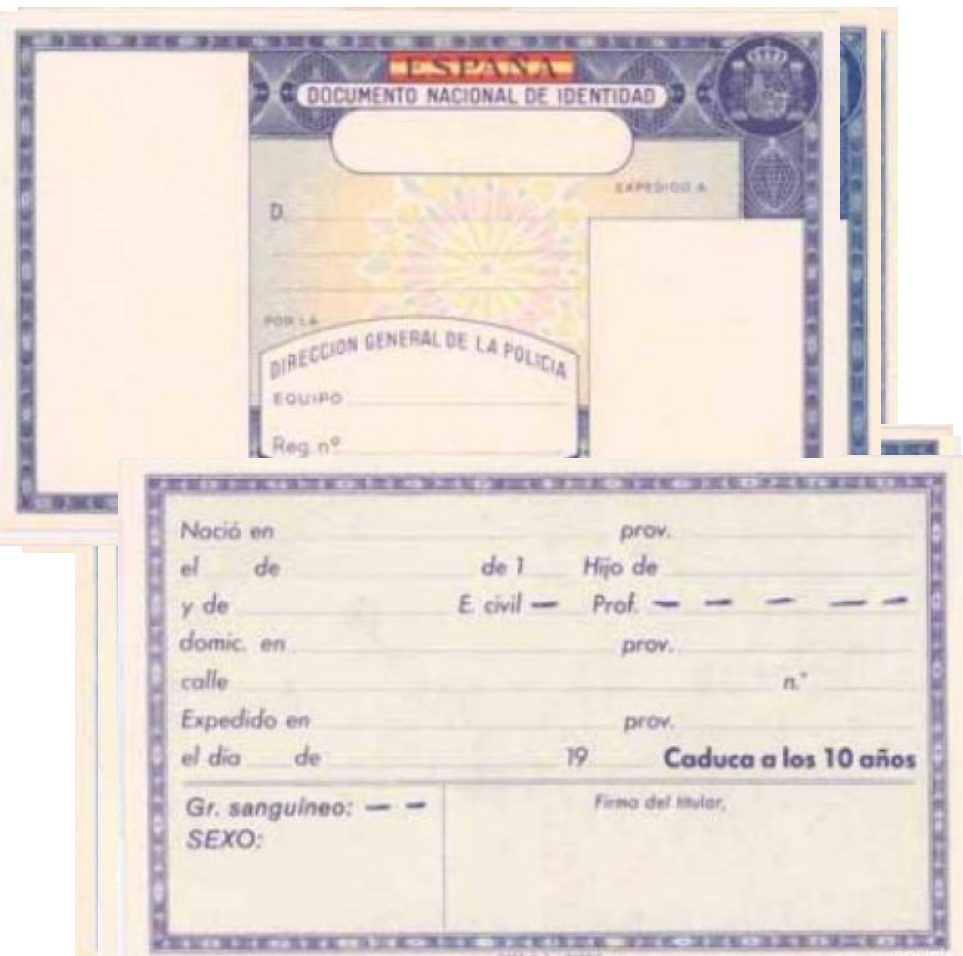 ESPAÑA
DOCUMENTO NACIONAL DE IDENTIDAD
EXPEDIDO A
D.
POR LA
DIRECCION GENERAL DE LA POLICIA
EQUIPO
Reg. nº
Nació en prov.
el de de 1 Hijo de
y de E. civil — Prof. — — — — —
domic. en prov.
calle n.°
Expedido en prov.
el día de 19 Caduca a los 10 años
Gr. sanguíneo: — — Firma del titular,
SEXO: